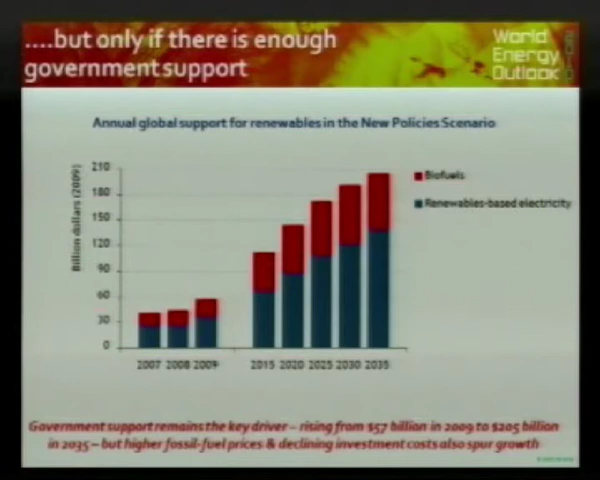 ....but only if there is enough
government support
World
Energy
Outlook
Annual global support for renewables in the New Policies Scenario
Billion dollars (2009)
210
180
150
120
90
60
30
0
2007 2008 2009 2015 2020 2025 2030 2035
Biofuels
Renewables-based electricity
Government support remains the key driver – rising from $57 billion in 2009 to $205 billion
in 2035 – but higher fossil-fuel prices & declining investment costs also spur growth